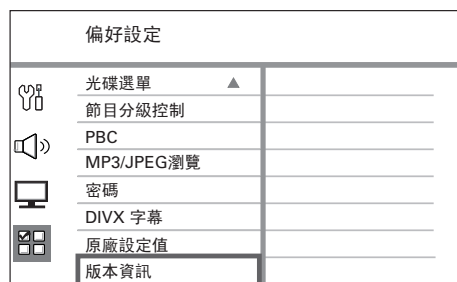 偏好設定
光碟選單
節目分級控制
PBC
MP3/JPEG瀏覽
密碼
DIVX 字幕
原廠設定值
版本資訊